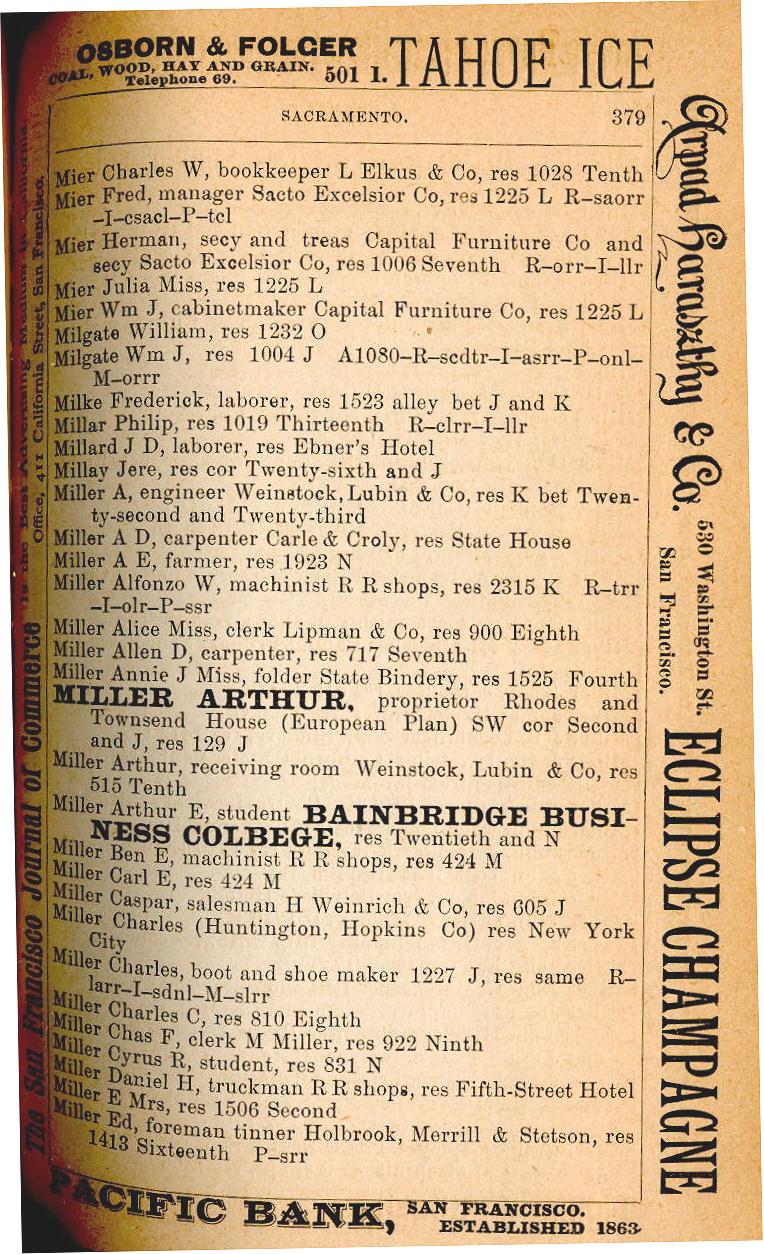 OSBORN & FOLGER
COAL, WOOD, HAY AND GRAIN.
Telephone 69. 501 I. TAHOE ICE
SACRAMENTO. 379
Mier Charles W, bookkeeper L Elkus & Co, res 1028 Tenth
Mier Fred, manager Sacto Excelsior Co, res 1225 L R–saorr
–I–csacl–P–tcl
Mier Herman, secy and treas Capital Furniture Co and
secy Sacto Excelsior Co, res 1006 Seventh R–orr–I–llr
Mier Julia Miss, res 1225 L
Mier Wm J, cabinetmaker Capital Furniture Co, res 1225 L
Milgate William, res 1232 O
Milgate Wm J, res 1004 J A1080–R–scdtr–I–asrr–P–onl–
M–orrr
Milke Frederick, laborer, res 1523 alley bet J and K
Millar Philip, res 1019 Thirteenth R–clrr–I–llr
Millard J D, laborer, res Ebner's Hotel
Millay Jere, res cor Twenty-sixth and J
Miller A, engineer Weinstock, Lubin & Co, res K bet Twen-
ty-second and Twenty-third
Miller A D, carpenter Carle & Croly, res State House
Miller A E, farmer, res 1923 N
Miller Alfonzo W, machinist R R shops, res 2315 K R–trr
–I–olr–P–ssr
Miller Alice Miss, clerk Lipman & Co, res 900 Eighth
Miller Allen D, carpenter, res 717 Seventh
Miller Annie J Miss, folder State Bindery, res 1525 Fourth
MILLER ARTHUR, proprietor Rhodes and
Townsend House (European Plan) SW cor Second
and J, res 129 J
Miller Arthur, receiving room Weinstock, Lubin & Co, res
515 Tenth
Miller Arthur E, student BAINBRIDGE BUSI-
NESS COLBEGE, res Twentieth and N
Miller Ben E, machinist R R shops, res 424 M
Miller Carl E, res 424 M
Miller Caspar, salesman H Weinrich & Co, res 605 J
Miller Charles (Huntington, Hopkins Co) res New York
City
Miller Charles, boot and shoe maker 1227 J, res same R–
larr–I–sdnl–M–slrr
Miller Charles C, res 810 Eighth
Miller Chas F, clerk M Miller, res 922 Ninth
Miller Cyrus R, student, res 831 N
Miller Daniel H, truckman R R shops, res Fifth-Street Hotel
Miller E Mrs, res 1506 Second
Miller Ed, foreman tinner Holbrook, Merrill & Stetson, res
1413 Sixteenth P–srr
PACIFIC BANK, SAN FRANCISCO.
ESTABLISHED 1863.
The San Francisco Journal of Commerce Is the Best Advertising Medium in California.
Office, 411 California Street, San Francisco.
Arpad Haraszthy & Co. 530 Washington St.
San Francisco.
ECLIPSE CHAMPAGNE